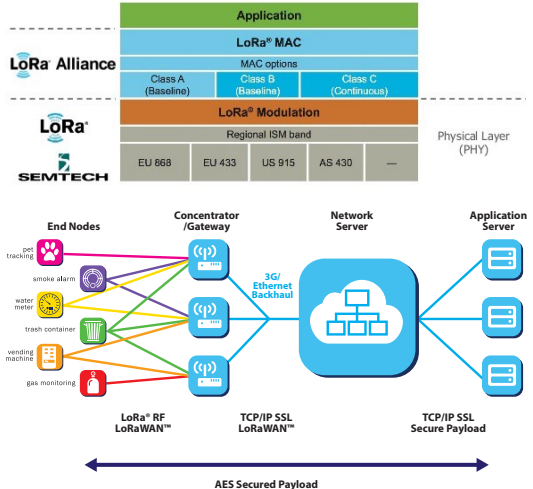 Application
LoRa® MAC
LoRa Alliance
MAC options
Class A
(Baseline)
Class B
(Baseline)
Class C
(Continuous)
LoRa® Modulation
LoRa®
Regional ISM band
Physical Layer
(PHY)
SEMTECH
EU 868
EU 433
US 915
AS 430
—
End Nodes
Concentrator
/Gateway
Network
Server
Application
Server
pet
tracking
smoke alarm
water
meter
trash container
vending
machine
gas monitoring
3G/
Ethernet
Backhaul
LoRa® RF
LoRaWAN™
TCP/IP SSL
LoRaWAN™
TCP/IP SSL
Secure Payload
AES Secured Payload